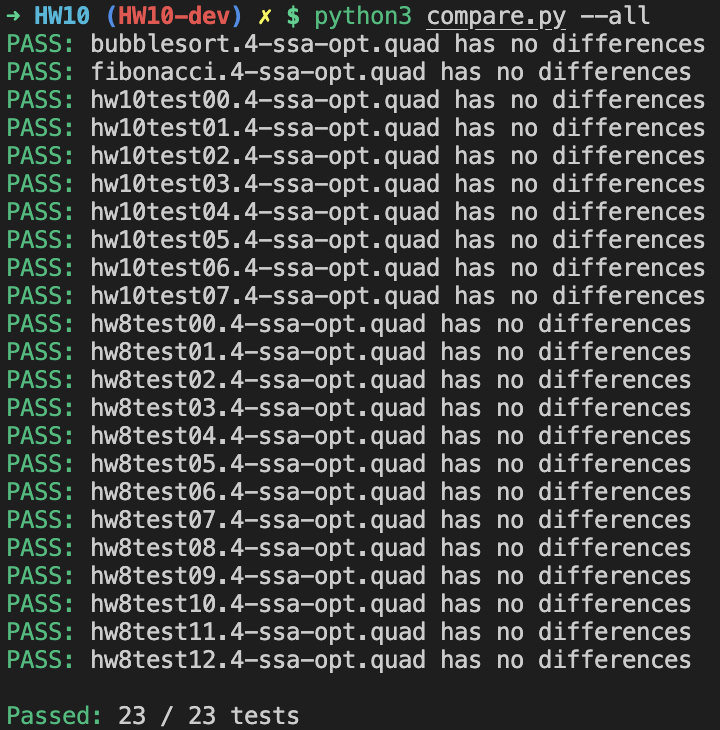 ➜ HW10 (HW10-dev) ✗ $ python3 compare.py --all
PASS: bubblesort.4-ssa-opt.quad has no differences
PASS: fibonacci.4-ssa-opt.quad has no differences
PASS: hw10test00.4-ssa-opt.quad has no differences
PASS: hw10test01.4-ssa-opt.quad has no differences
PASS: hw10test02.4-ssa-opt.quad has no differences
PASS: hw10test03.4-ssa-opt.quad has no differences
PASS: hw10test04.4-ssa-opt.quad has no differences
PASS: hw10test05.4-ssa-opt.quad has no differences
PASS: hw10test06.4-ssa-opt.quad has no differences
PASS: hw10test07.4-ssa-opt.quad has no differences
PASS: hw8test00.4-ssa-opt.quad has no differences
PASS: hw8test01.4-ssa-opt.quad has no differences
PASS: hw8test02.4-ssa-opt.quad has no differences
PASS: hw8test03.4-ssa-opt.quad has no differences
PASS: hw8test04.4-ssa-opt.quad has no differences
PASS: hw8test05.4-ssa-opt.quad has no differences
PASS: hw8test06.4-ssa-opt.quad has no differences
PASS: hw8test07.4-ssa-opt.quad has no differences
PASS: hw8test08.4-ssa-opt.quad has no differences
PASS: hw8test09.4-ssa-opt.quad has no differences
PASS: hw8test10.4-ssa-opt.quad has no differences
PASS: hw8test11.4-ssa-opt.quad has no differences
PASS: hw8test12.4-ssa-opt.quad has no differences
Passed: 23 / 23 tests